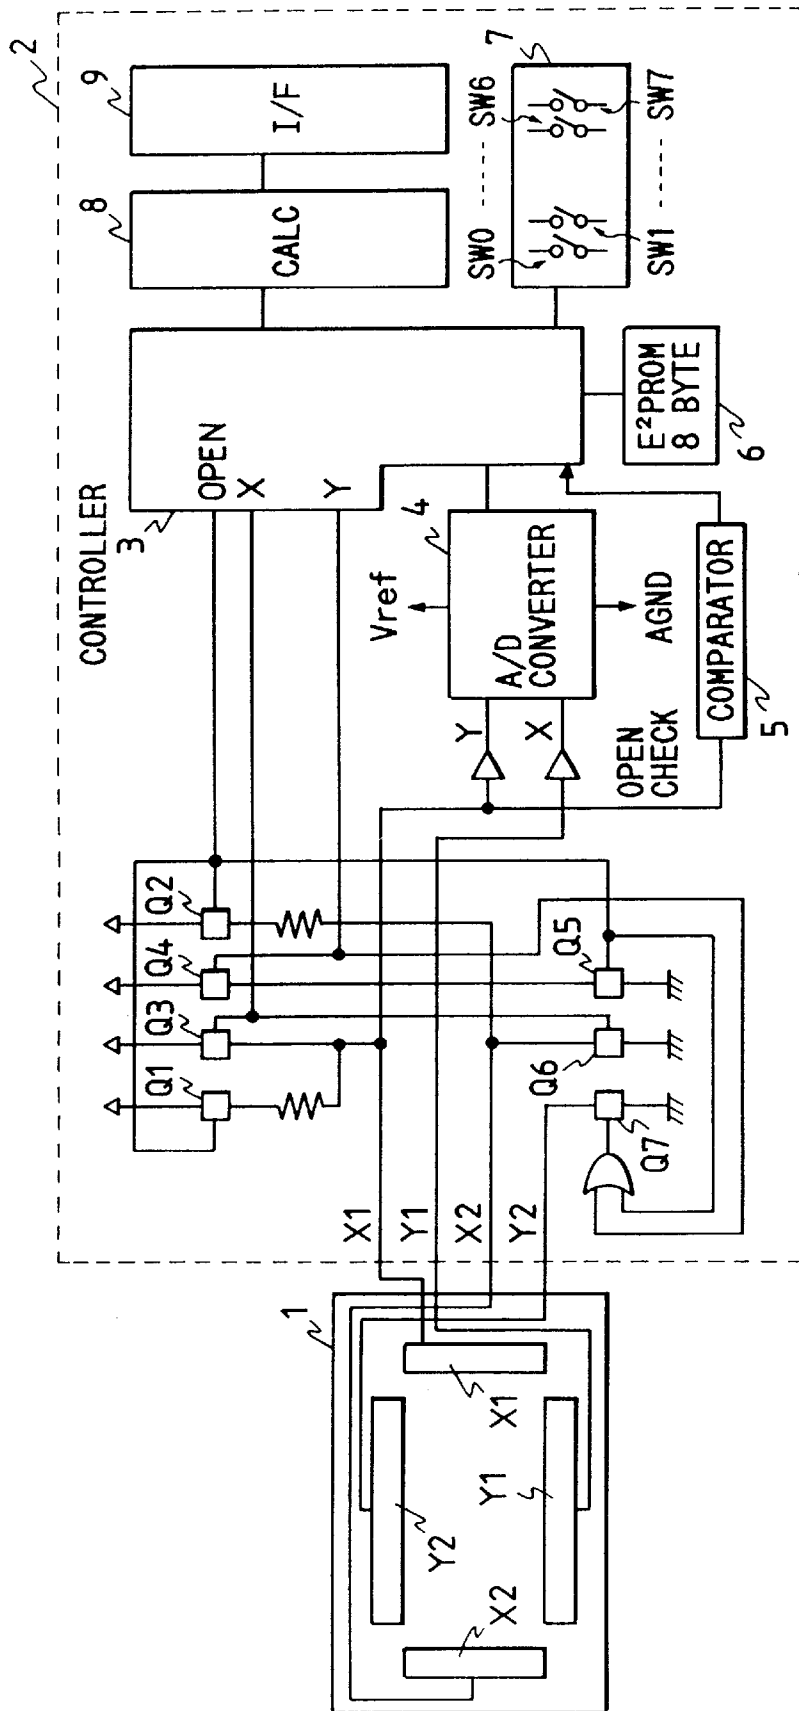 CONTROLLER
2
3
OPEN
X
Y
8
CALC
9
I/F
7
SW0
SW6
SW1
SW7
4
A/D
CONVERTER
Vref
AGND
Y
X
OPEN
CHECK
COMPARATOR
5
E²PROM
8 BYTE
6
Q1
Q3
Q4
Q2
Q7
Q6
Q5
X1
Y1
X2
Y2
1
X1
Y2
Y1
X2